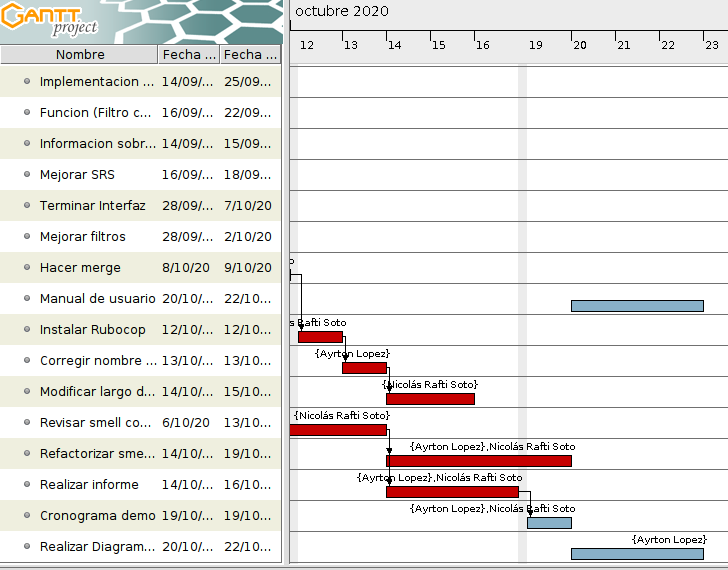 GANTT
project
octubre 2020
12 13 14 15 16 19 20 21 22 23
Nombre Fecha ... Fecha ...
Implementacion ... 14/09/... 25/09...
Funcion (Filtro c... 16/09/... 22/09...
Informacion sobr... 14/09/... 15/09...
Mejorar SRS 16/09/... 18/09...
Terminar Interfaz 28/09/... 7/10/20
Mejorar filtros 28/09/... 2/10/20
Hacer merge 8/10/20 9/10/20
Manual de usuario 20/10/... 22/10...
s Rafti Soto
Instalar Rubocop 12/10/... 12/10...
{Ayrton Lopez}
Corregir nombre ... 13/10/... 13/10...
{Nicolás Rafti Soto}
Modificar largo d... 14/10/... 15/10...
{Nicolás Rafti Soto}
Revisar smell co... 6/10/20 13/10...
{Ayrton Lopez},Nicolás Rafti Soto
Refactorizar sme... 14/10/... 19/10...
{Ayrton Lopez},Nicolás Rafti Soto
Realizar informe 14/10/... 16/10...
{Ayrton Lopez},Nicolás Rafti Soto
Cronograma demo 19/10/... 19/10...
{Ayrton Lopez}
Realizar Diagram... 20/10/... 22/10...